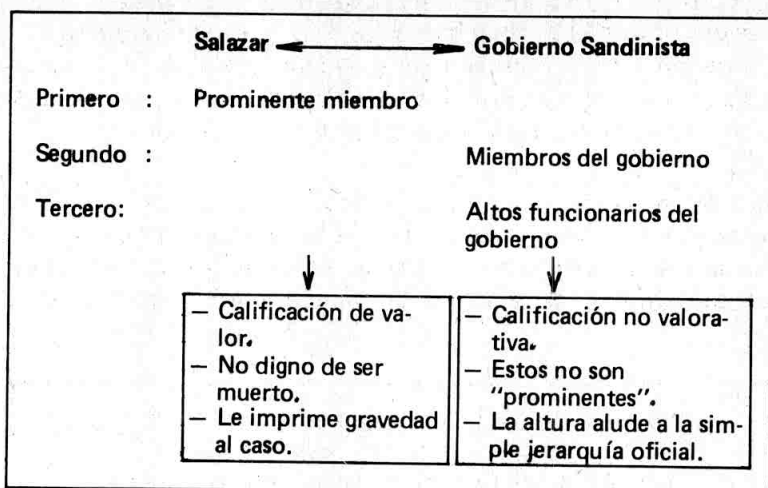 Salazar Gobierno Sandinista
Primero : Prominente miembro
Segundo : Miembros del gobierno
Tercero: Altos funcionarios del
gobierno
— Calificación de va-
lor.
— No digno de ser
muerto.
— Le imprime gravedad
al caso.
— Calificación no valora-
tiva.
— Estos no son
"prominentes".
— La altura alude a la sim-
ple jerarquía oficial.